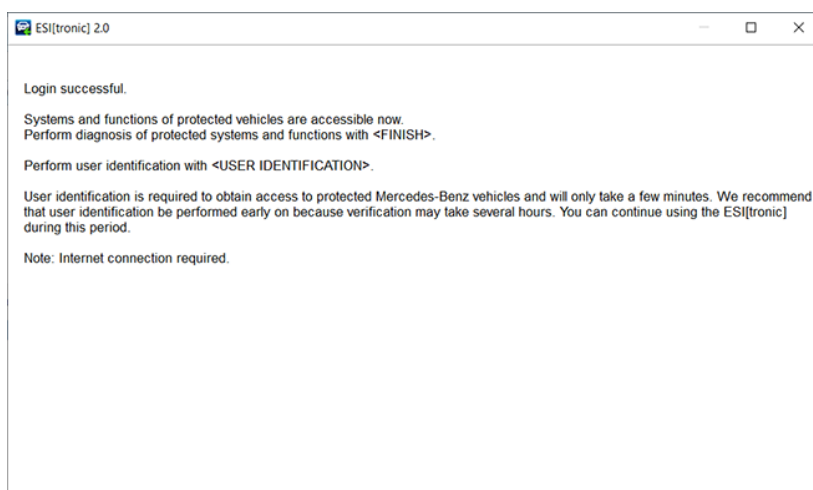 ESI[tronic] 2.0
Login successful.
Systems and functions of protected vehicles are accessible now.
Perform diagnosis of protected systems and functions with <FINISH>.
Perform user identification with <USER IDENTIFICATION>.
User identification is required to obtain access to protected Mercedes-Benz vehicles and will only take a few minutes. We recommend
that user identification be performed early on because verification may take several hours. You can continue using the ESI[tronic]
during this period.
Note: Internet connection required.